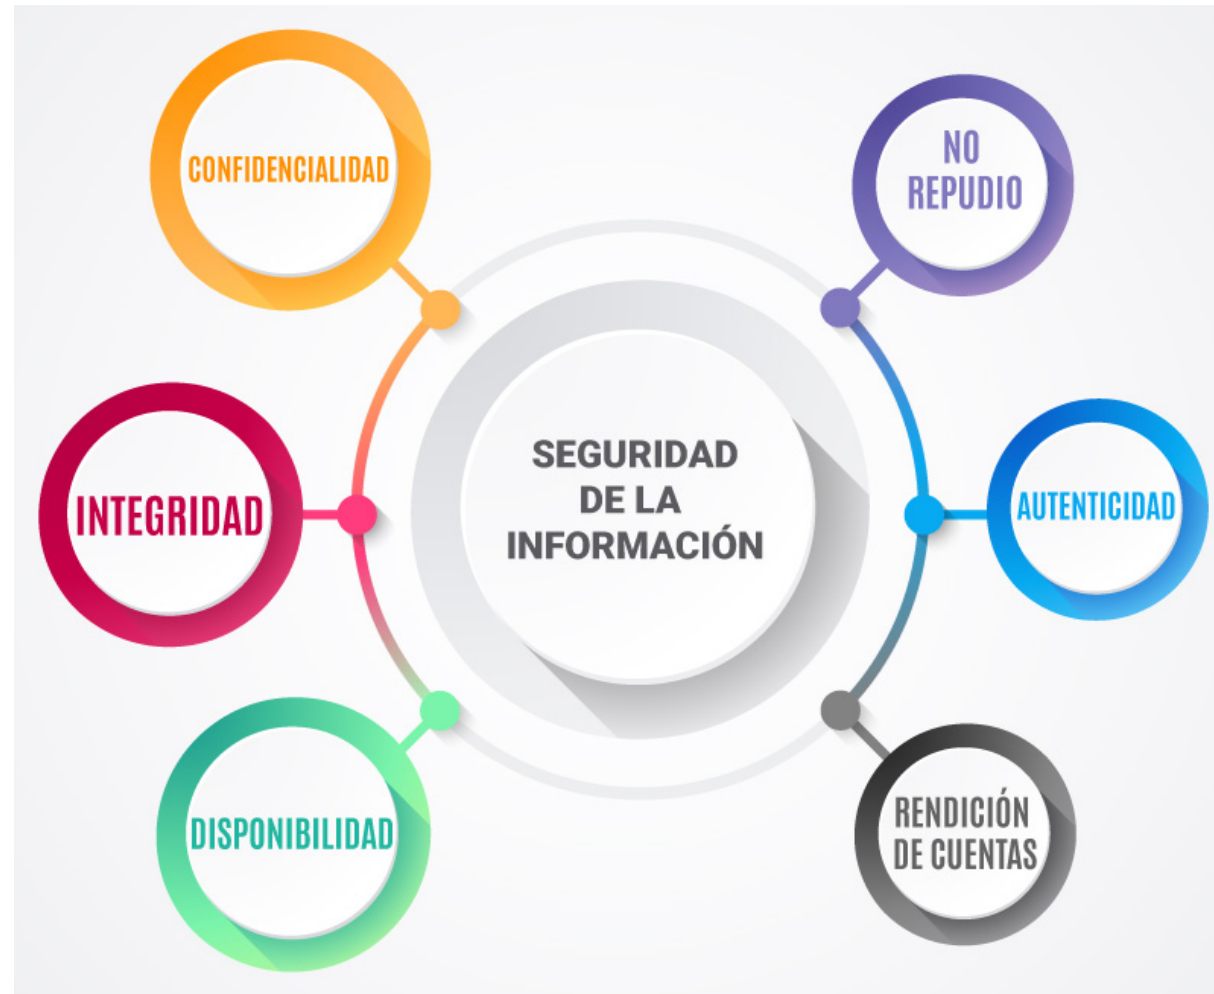 CONFIDENCIALIDAD
NO
REPUDIO
INTEGRIDAD
SEGURIDAD
DE LA
INFORMACIÓN
AUTENTICIDAD
DISPONIBILIDAD
RENDICIÓN
DE CUENTAS